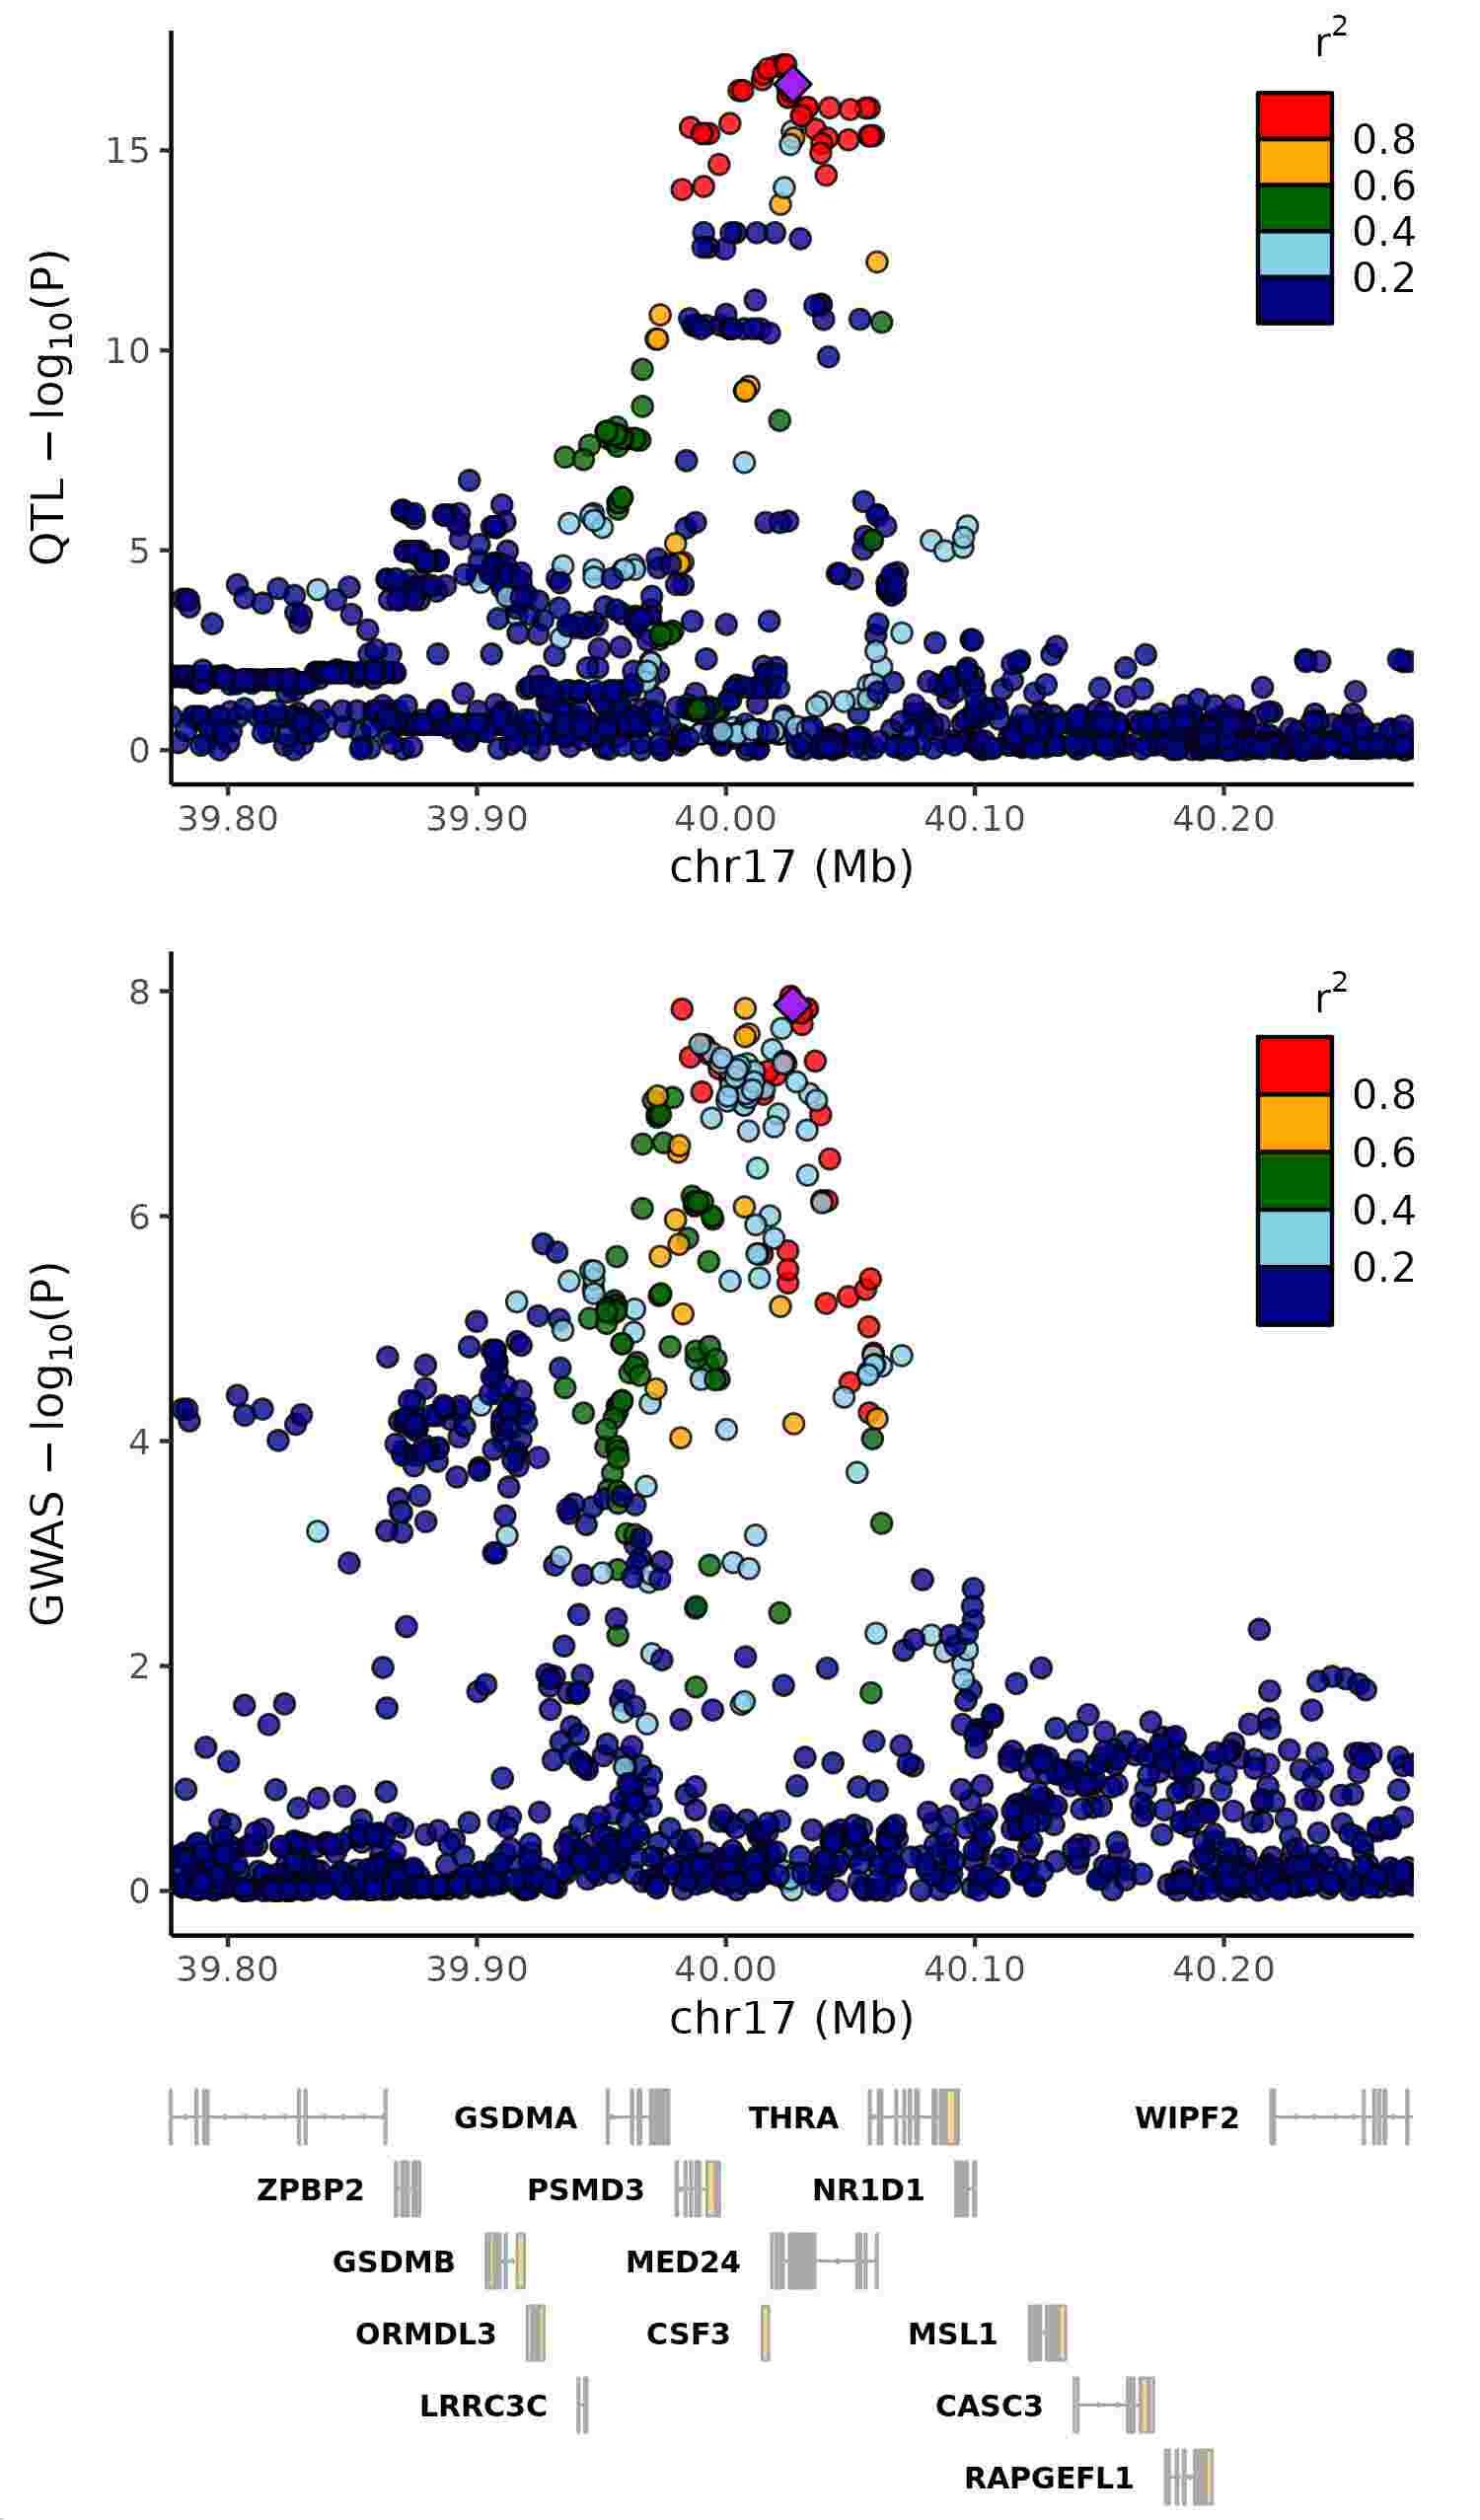 r²
0.8
0.6
0.4
0.2
QTL − log₁₀(P)
15
10
5
0
39.80 39.90 40.00 40.10 40.20
chr17 (Mb)
r²
0.8
0.6
0.4
0.2
GWAS − log₁₀(P)
8
6
4
2
0
39.80 39.90 40.00 40.10 40.20
chr17 (Mb)
GSDMA THRA WIPF2
ZPBP2 PSMD3 NR1D1
GSDMB MED24
ORMDL3 CSF3 MSL1
LRRC3C CASC3
RAPGEFL1